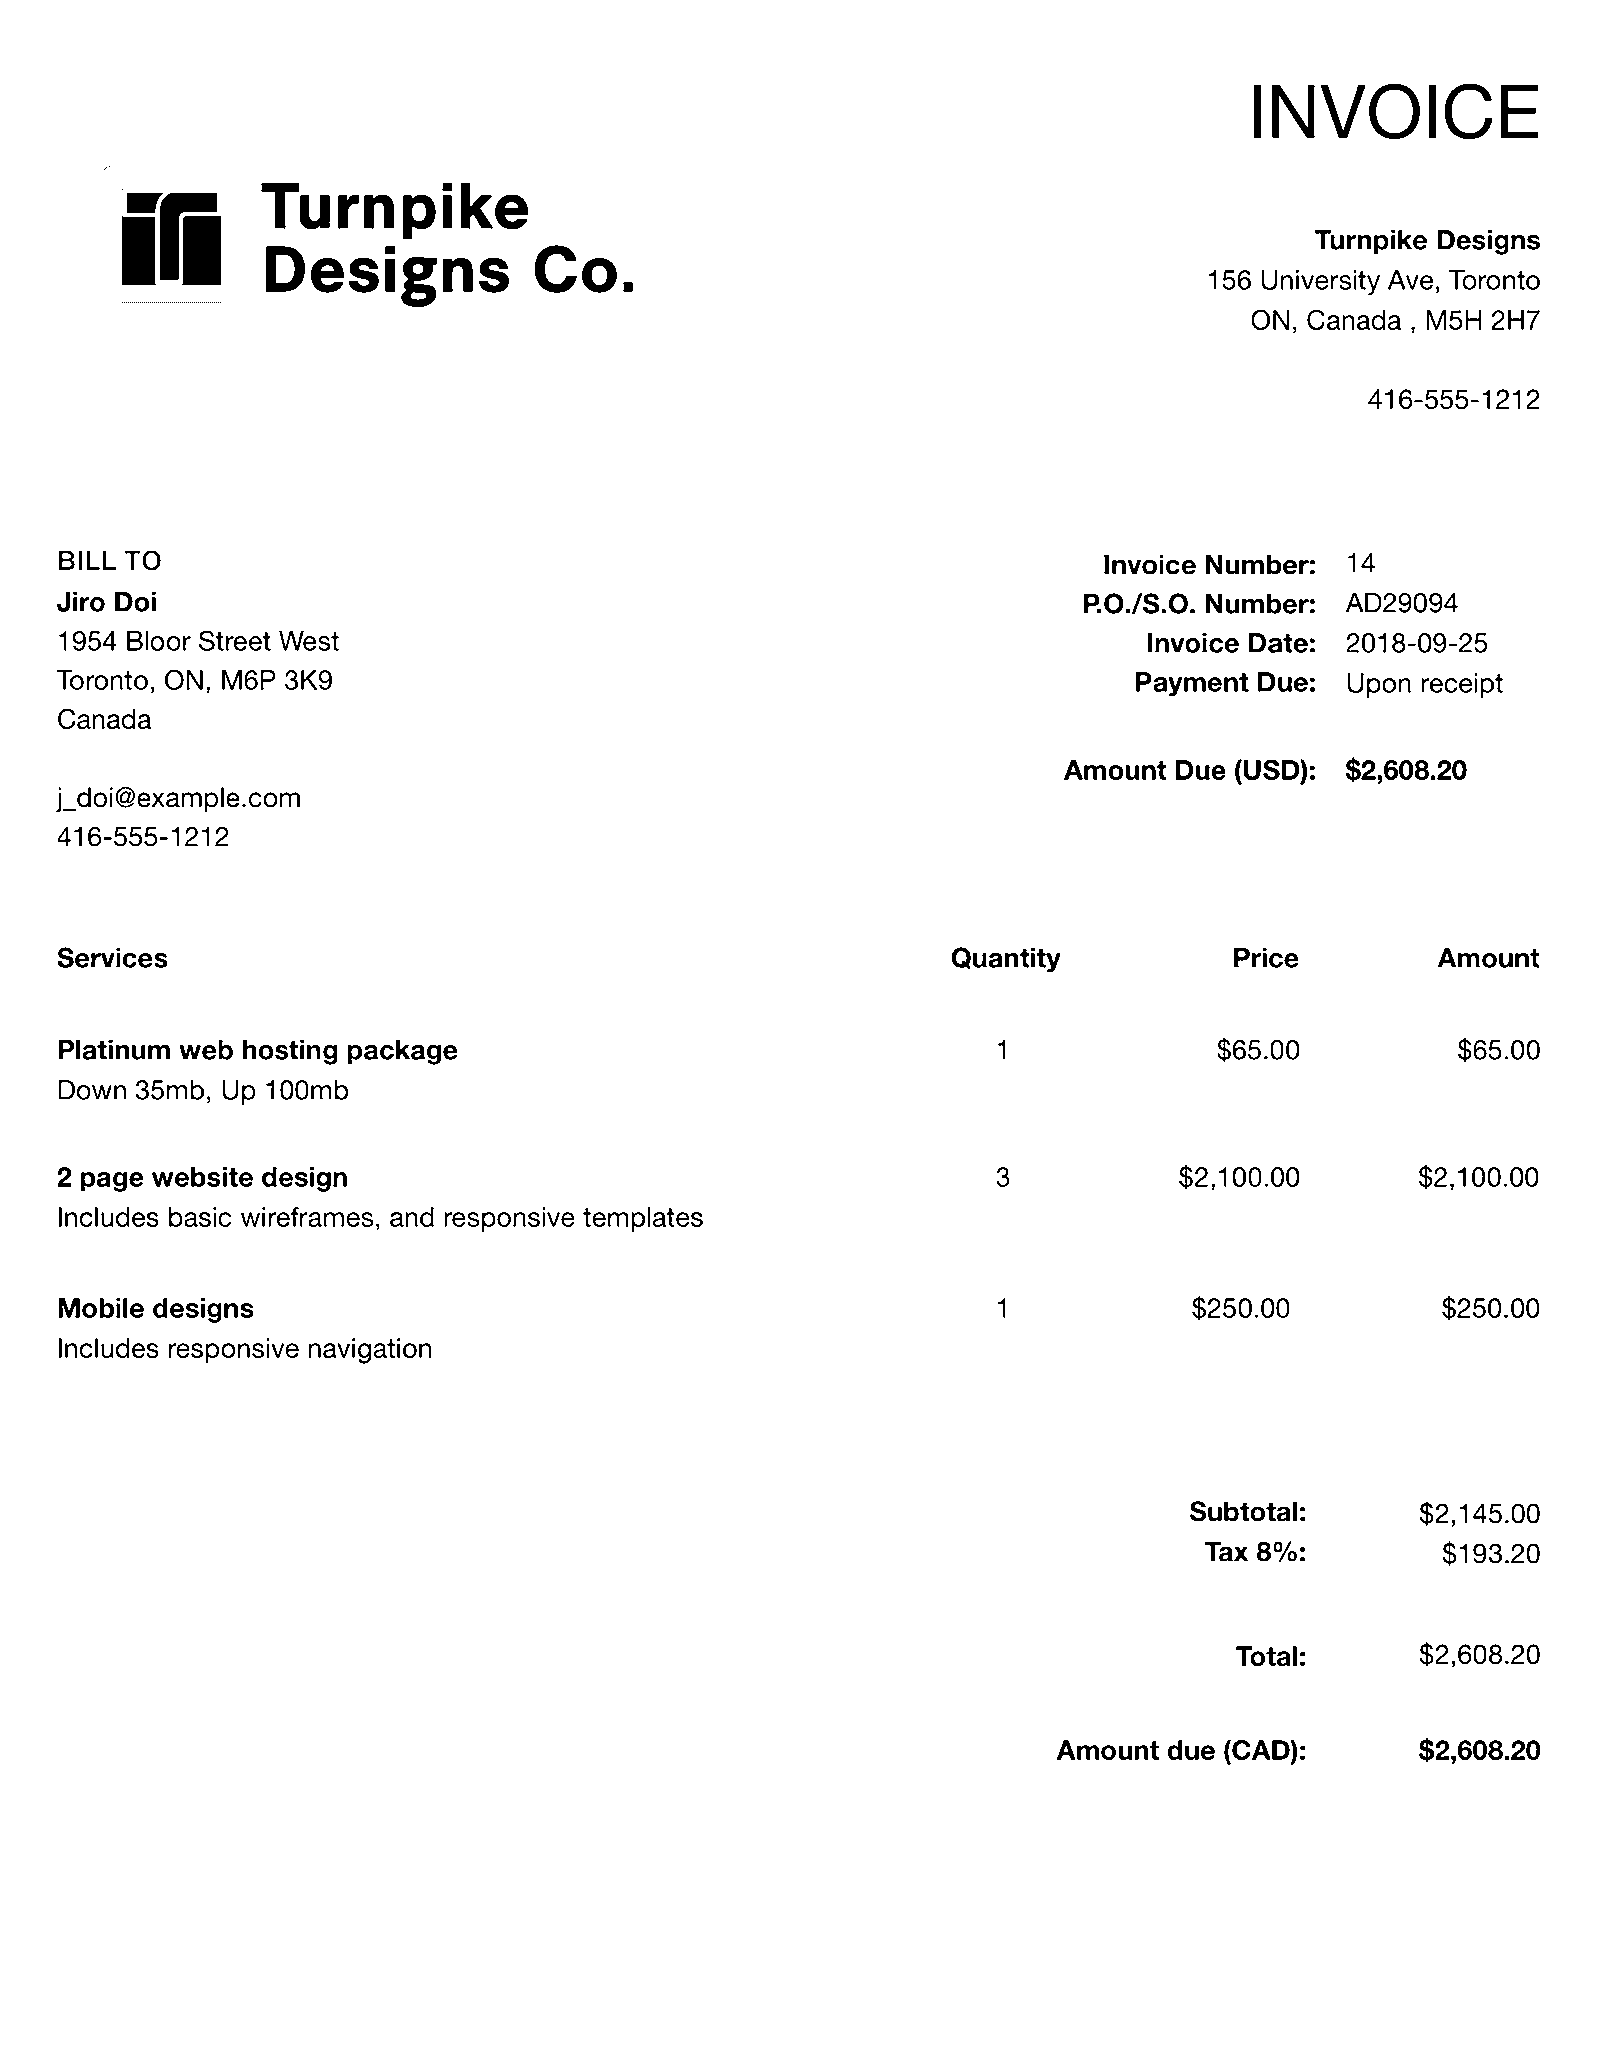 INVOICE
Turnpike
Designs Co.
Turnpike Designs
156 University Ave, Toronto
ON, Canada , M5H 2H7
416-555-1212
BILL TO
Jiro Doi
1954 Bloor Street West
Toronto, ON, M6P 3K9
Canada
j_doi@example.com
416-555-1212
Invoice Number: 14
P.O./S.O. Number: AD29094
Invoice Date: 2018-09-25
Payment Due: Upon receipt
Amount Due (USD): $2,608.20
Services Quantity Price Amount
Platinum web hosting package 1 $65.00 $65.00
Down 35mb, Up 100mb
2 page website design 3 $2,100.00 $2,100.00
Includes basic wireframes, and responsive templates
Mobile designs 1 $250.00 $250.00
Includes responsive navigation
Subtotal: $2,145.00
Tax 8%: $193.20
Total: $2,608.20
Amount due (CAD): $2,608.20